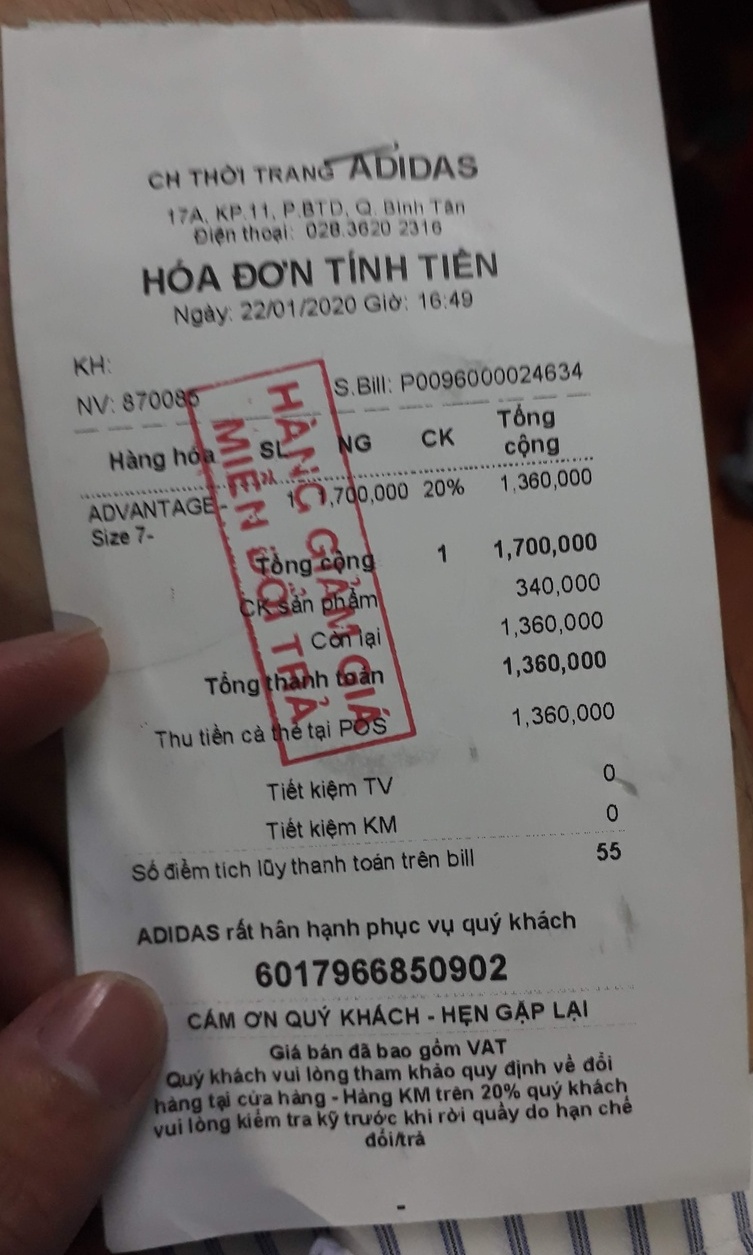 CH THỜI TRANG ADIDAS
17A, KP.11, P.BTD, Q. Bình Tân
Điện thoại: 028.3620 2316
HÓA ĐƠN TÍNH TIỀN
Ngày: 22/01/2020 Giờ: 16:49
KH:
NV: 870085 S.Bill: P0096000024634
Hàng hóa SL NG CK Tổng cộng
ADVANTAGE - 1 1,700,000 20% 1,360,000
Size 7-
Tổng cộng 1 1,700,000
CK sản phẩm 340,000
Còn lại 1,360,000
Tổng thanh toán 1,360,000
Thu tiền cà thẻ tại POS 1,360,000
HÀNG GIẢM GIÁ
MIỄN ĐỔI TRẢ
Tiết kiệm TV 0
Tiết kiệm KM 0
Số điểm tích lũy thanh toán trên bill 55
ADIDAS rất hân hạnh phục vụ quý khách
6017966850902
CÁM ƠN QUÝ KHÁCH - HẸN GẶP LẠI
Giá bán đã bao gồm VAT
Quý khách vui lòng tham khảo quy định về đổi
hàng tại cửa hàng - Hàng KM trên 20% quý khách
vui lòng kiểm tra kỹ trước khi rời quầy do hạn chế
đổi/trả
-